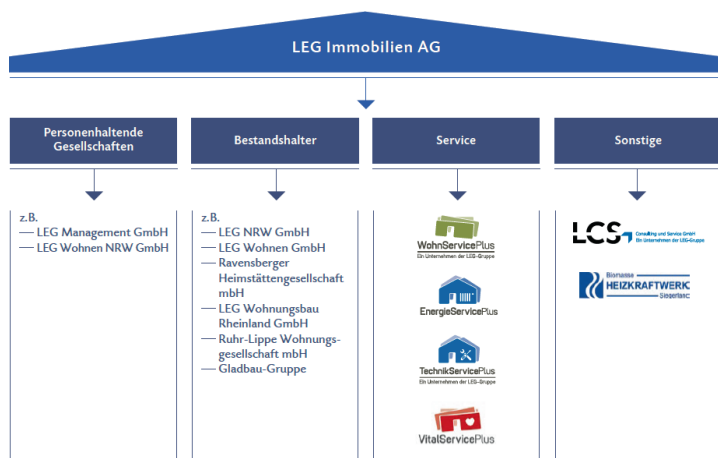 LEG Immobilien AG
Personenhaltende
Gesellschaften
Bestandshalter
Service
Sonstige
z.B.
— LEG Management GmbH
— LEG Wohnen NRW GmbH
z.B.
— LEG NRW GmbH
— LEG Wohnen GmbH
— Ravensberger
Heimstättengesellschaft
mbH
— LEG Wohnungsbau
Rheinland GmbH
— Ruhr-Lippe Wohnungs-
gesellschaft mbH
— Gladbau-Gruppe
WohnServicePlus
Ein Unternehmen der LEG-Gruppe
EnergieServicePlus
TechnikServicePlus
Ein Unternehmen der LEG-Gruppe
VitalServicePlus
LCS
Consulting und Service GmbH
Ein Unternehmen der LEG-Gruppe
Biomasse
HEIZKRAFTWERK
Siegerland